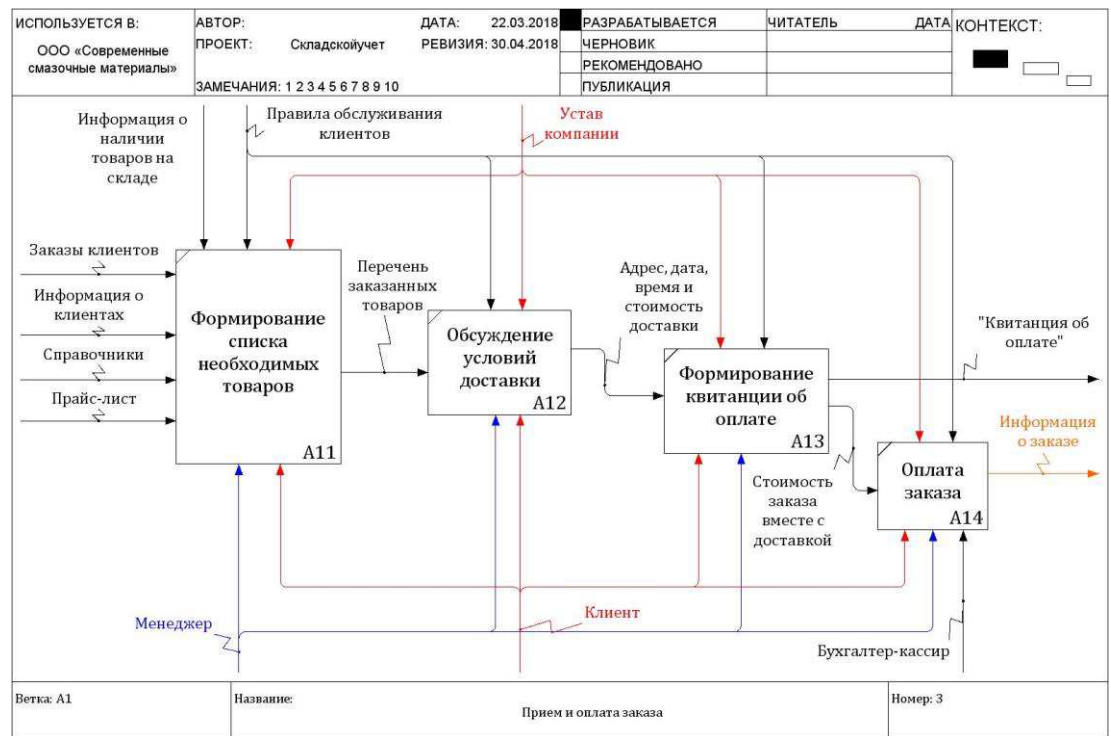 ИСПОЛЬЗУЕТСЯ В:
ООО «Современные
смазочные материалы»
АВТОР:
ДАТА: 22.03.2018
ПРОЕКТ: Складскойучет
РЕВИЗИЯ: 30.04.2018
ЗАМЕЧАНИЯ: 1 2 3 4 5 6 7 8 9 10
РАЗРАБАТЫВАЕТСЯ
ЧЕРНОВИК
РЕКОМЕНДОВАНО
ПУБЛИКАЦИЯ
ЧИТАТЕЛЬ
ДАТА
КОНТЕКСТ:
Информация о
наличии
товаров на
складе
Правила обслуживания
клиентов
Устав
компании
Заказы клиентов
Информация о
клиентах
Справочники
Прайс-лист
Формирование
списка
необходимых
товаров
A11
Перечень
заказанных
товаров
Обсуждение
условий
доставки
A12
Адрес, дата,
время и
стоимость
доставки
Формирование
квитанции об
оплате
A13
"Квитанция об
оплате"
Стоимость
заказа
вместе с
доставкой
Оплата
заказа
A14
Информация
о заказе
Менеджер
Клиент
Бухгалтер-кассир
Ветка: A1
Название:
Прием и оплата заказа
Номер: 3